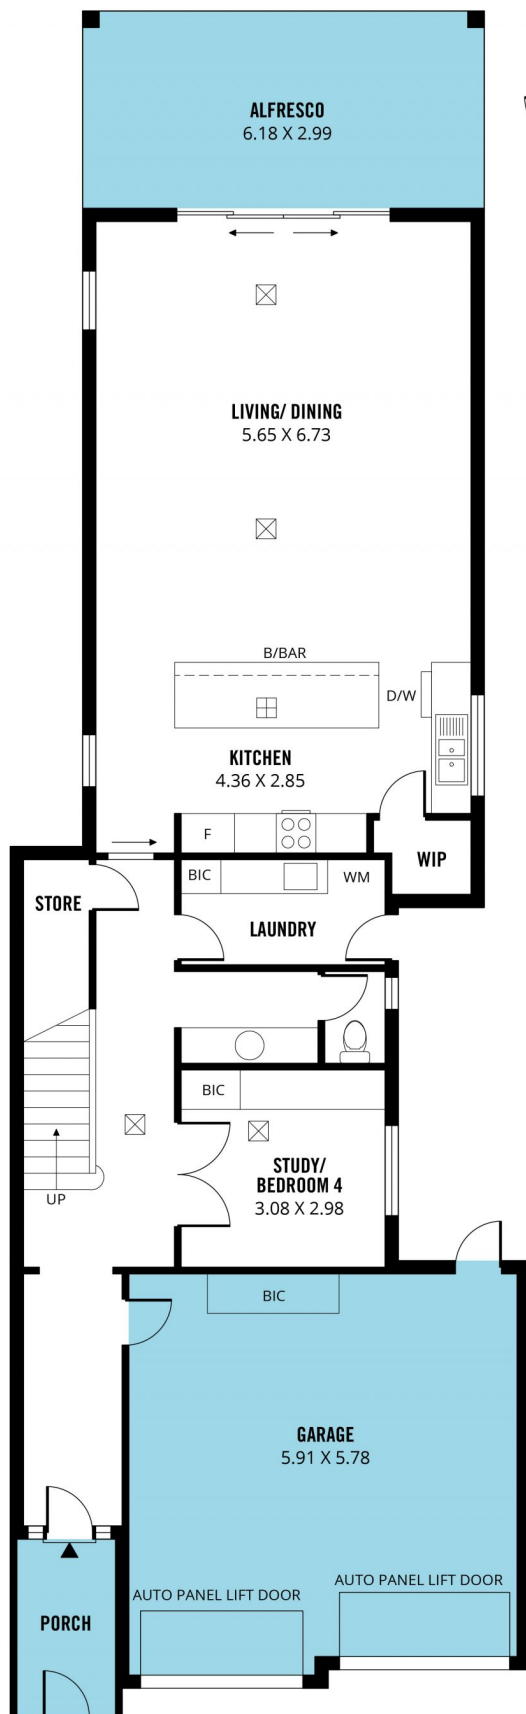 ALFRESCO
6.18 X 2.99
LIVING/ DINING
5.65 X 6.73
B/BAR
D/W
KITCHEN
4.36 X 2.85
F
WIP
BIC
WM
STORE
LAUNDRY
BIC
UP
STUDY/
BEDROOM 4
3.08 X 2.98
BIC
GARAGE
5.91 X 5.78
AUTO PANEL LIFT DOOR
AUTO PANEL LIFT DOOR
PORCH